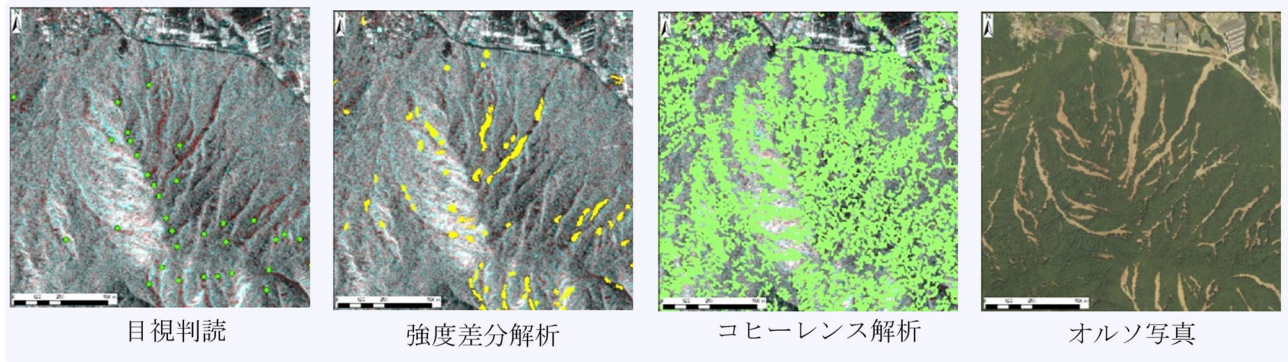 目視判読
強度差分解析
コヒーレンス解析
オルソ写真